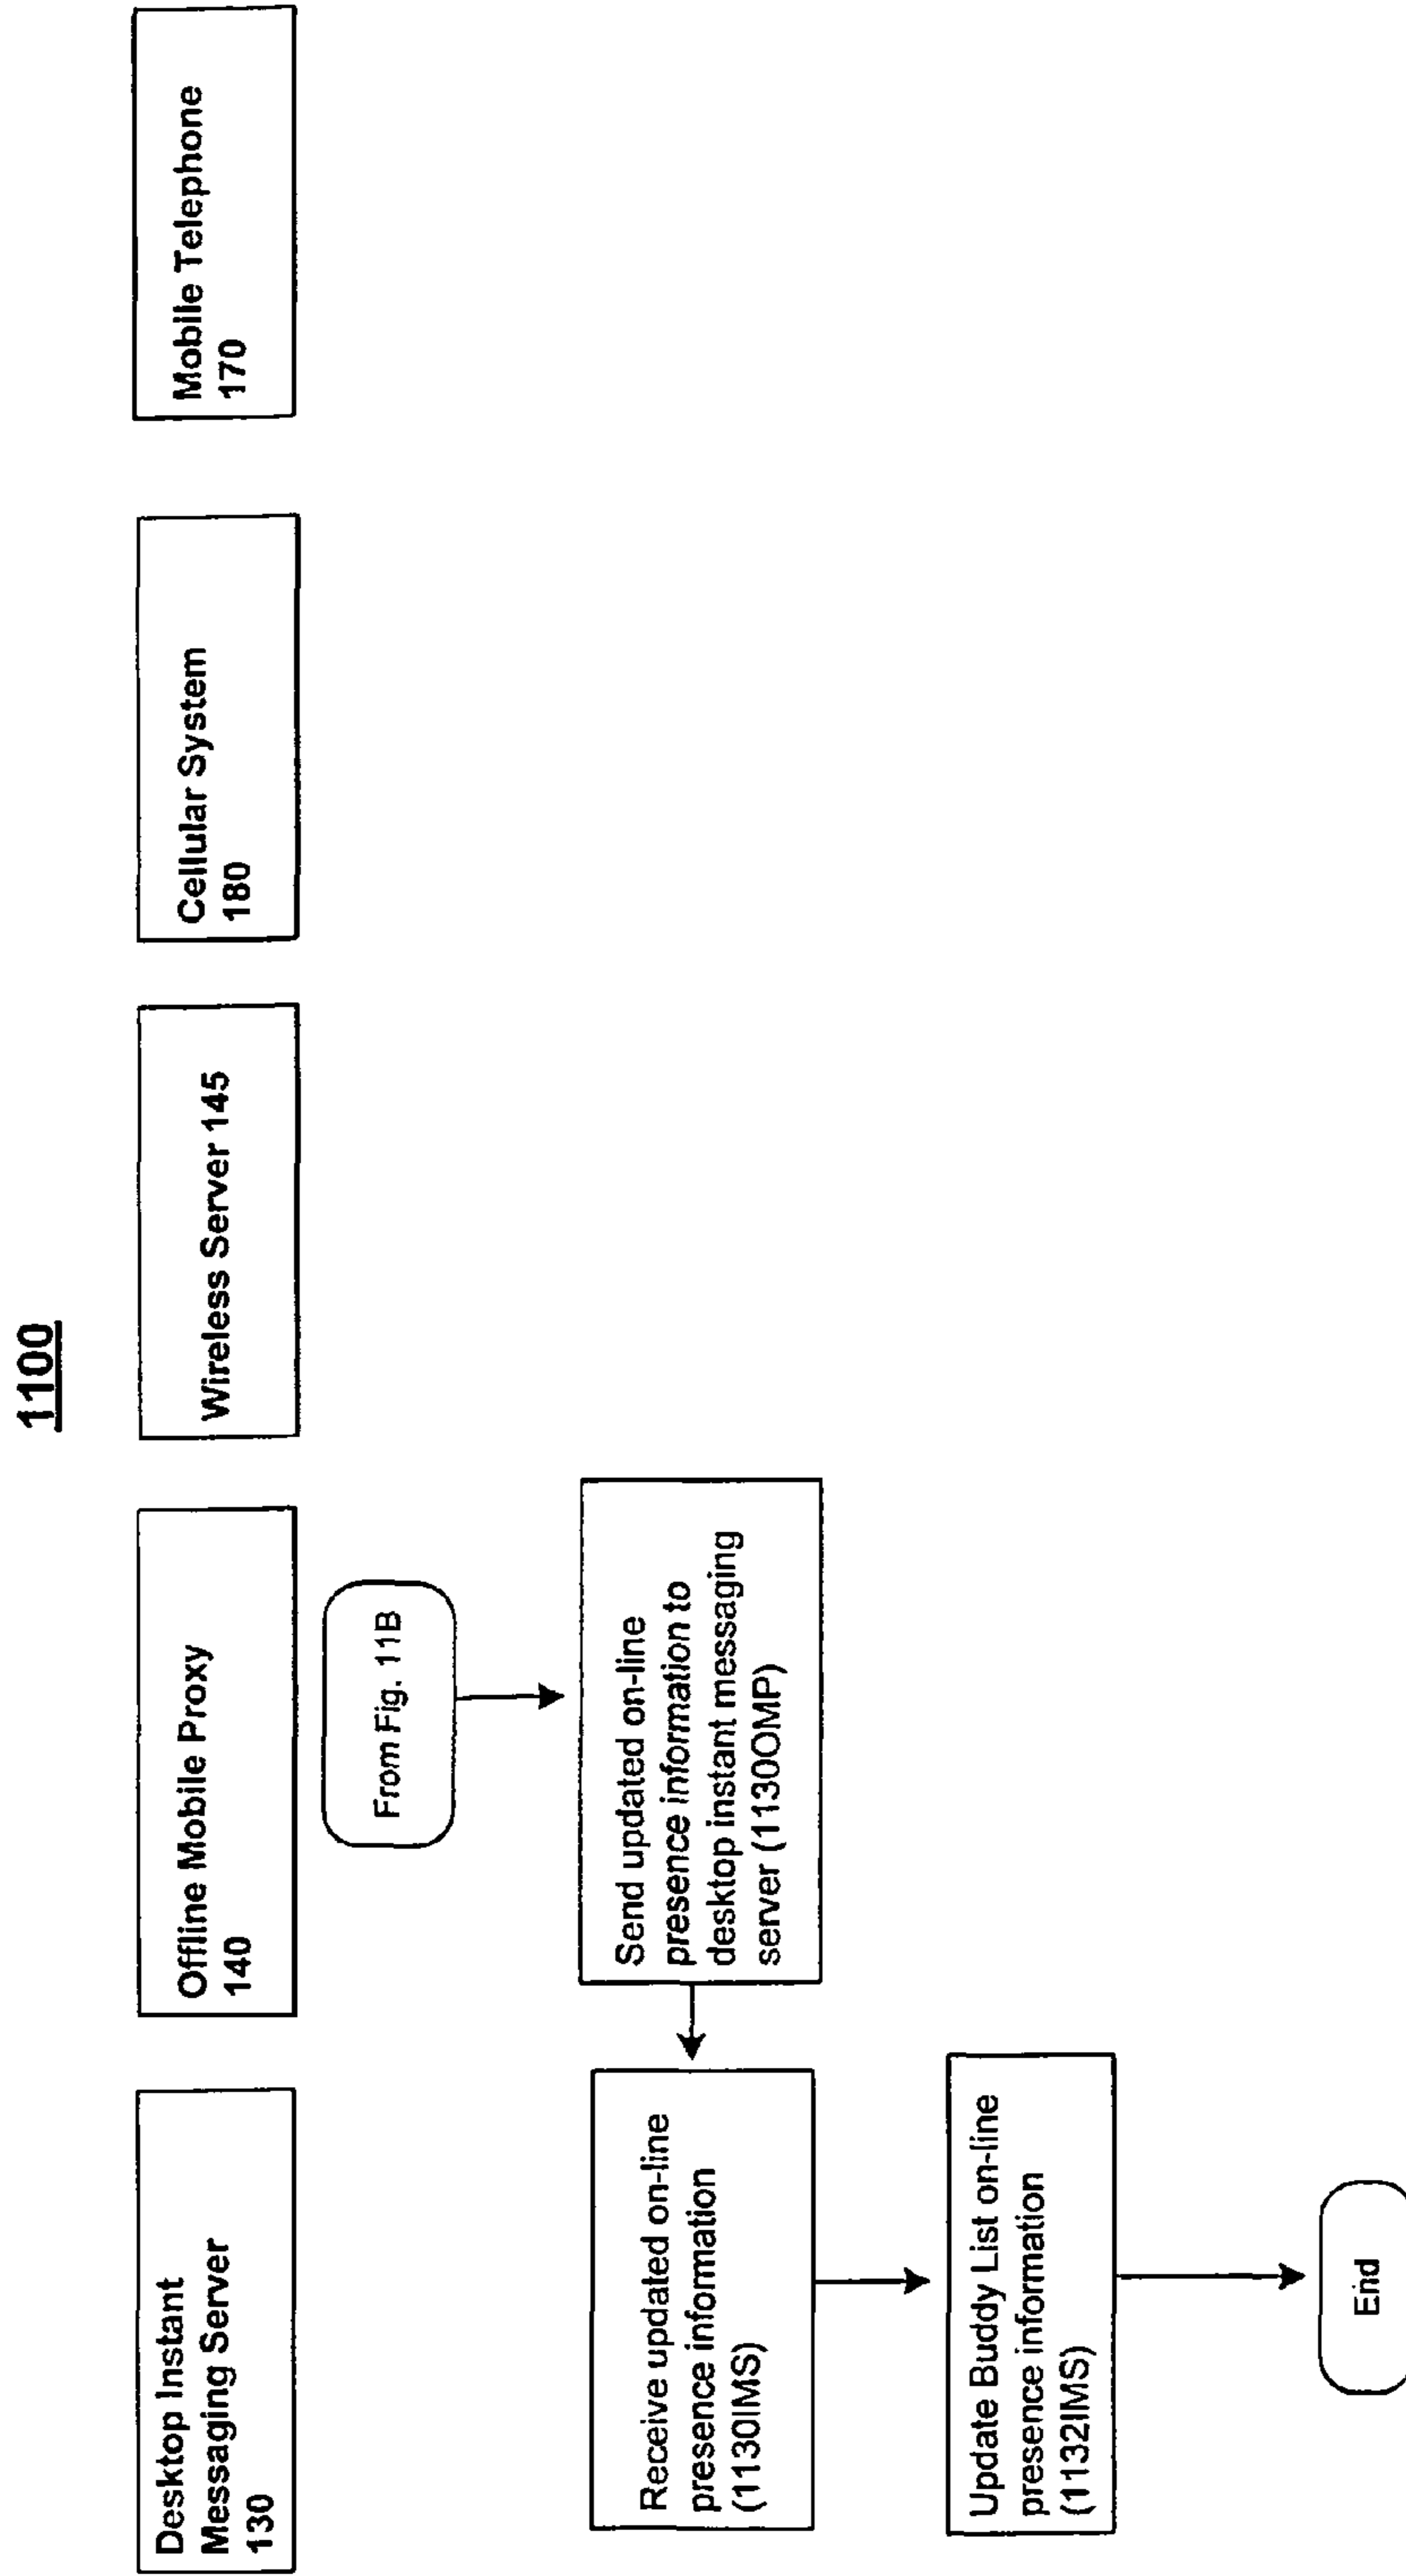 1100
Desktop Instant
Messaging Server
130
Offline Mobile Proxy
140
Wireless Server 145
Cellular System
180
Mobile Telephone
170
From Fig. 11B
Send updated on-line
presence information to
desktop instant messaging
server (1130OMP)
Receive updated on-line
presence information
(1130IMS)
Update Buddy List on-line
presence information
(1132IMS)
End